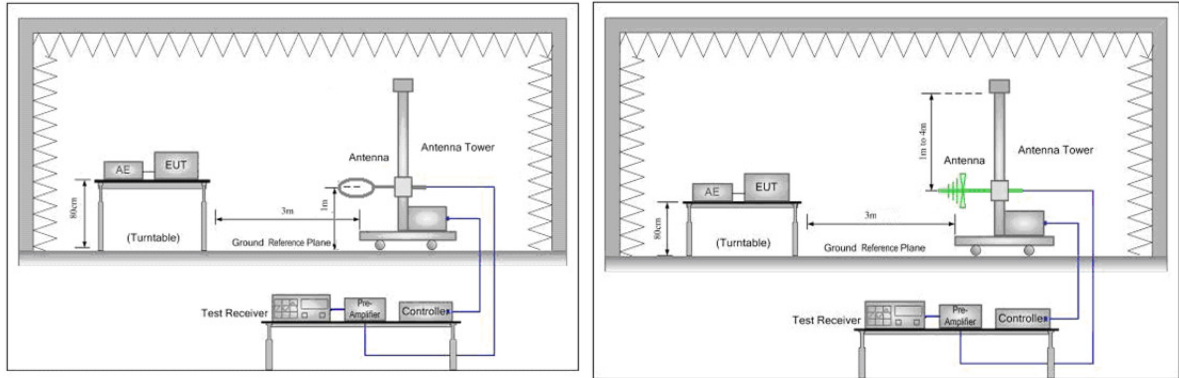 Antenna
Antenna Tower
AE
EUT
80cm
(Turntable)
3m
1m
Ground Reference Plane
Test Receiver
Pre-
Amplifier
Controller
1m to 4m
Antenna
Antenna Tower
AE
EUT
80cm
(Turntable)
3m
Ground Reference Plane
Test Receiver
Pre-
Amplifier
Controller